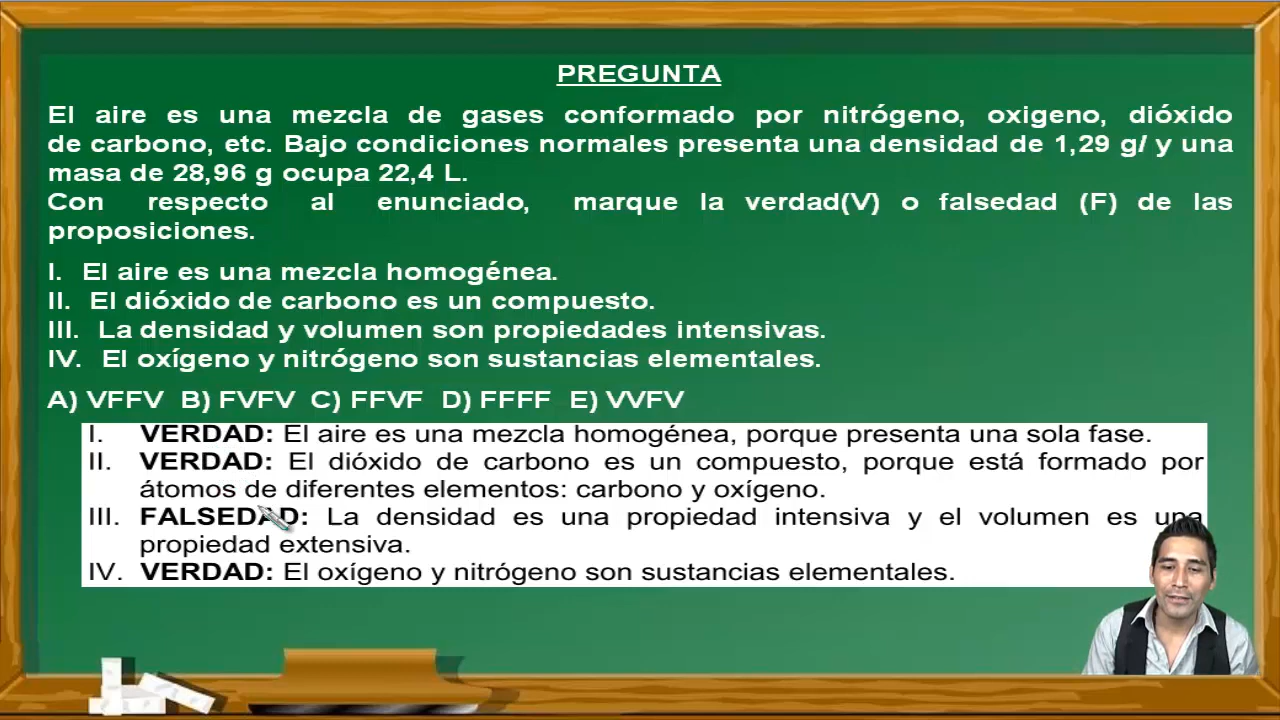 PREGUNTA
El aire es una mezcla de gases conformado por nitrógeno, oxigeno, dióxido
de carbono, etc. Bajo condiciones normales presenta una densidad de 1,29 g/ y una
masa de 28,96 g ocupa 22,4 L.
Con respecto al enunciado, marque la verdad(V) o falsedad (F) de las
proposiciones.
I. El aire es una mezcla homogénea.
II. El dióxido de carbono es un compuesto.
III. La densidad y volumen son propiedades intensivas.
IV. El oxígeno y nitrógeno son sustancias elementales.
A) VFFV B) FVFV C) FFVF D) FFFF E) VVFV
I. VERDAD: El aire es una mezcla homogénea, porque presenta una sola fase.
II. VERDAD: El dióxido de carbono es un compuesto, porque está formado por
átomos de diferentes elementos: carbono y oxígeno.
III. FALSEDAD: La densidad es una propiedad intensiva y el volumen es una
propiedad extensiva.
IV. VERDAD: El oxígeno y nitrógeno son sustancias elementales.